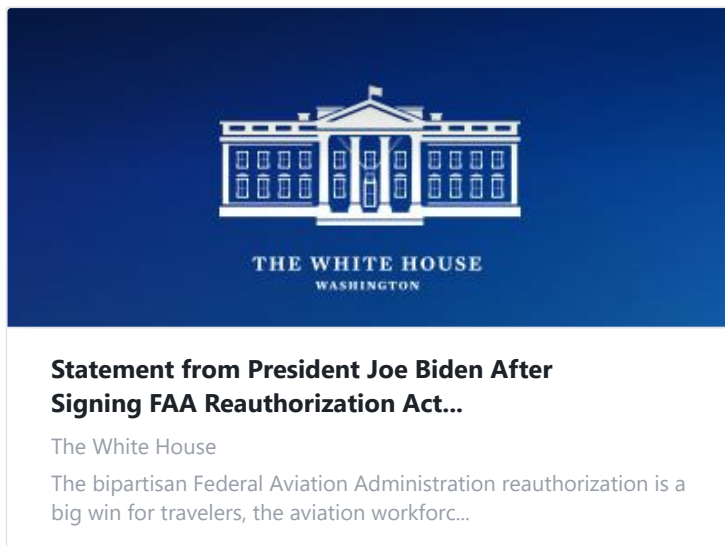 THE WHITE HOUSE
WASHINGTON
Statement from President Joe Biden After
Signing FAA Reauthorization Act...
The White House
The bipartisan Federal Aviation Administration reauthorization is a
big win for travelers, the aviation workforc...